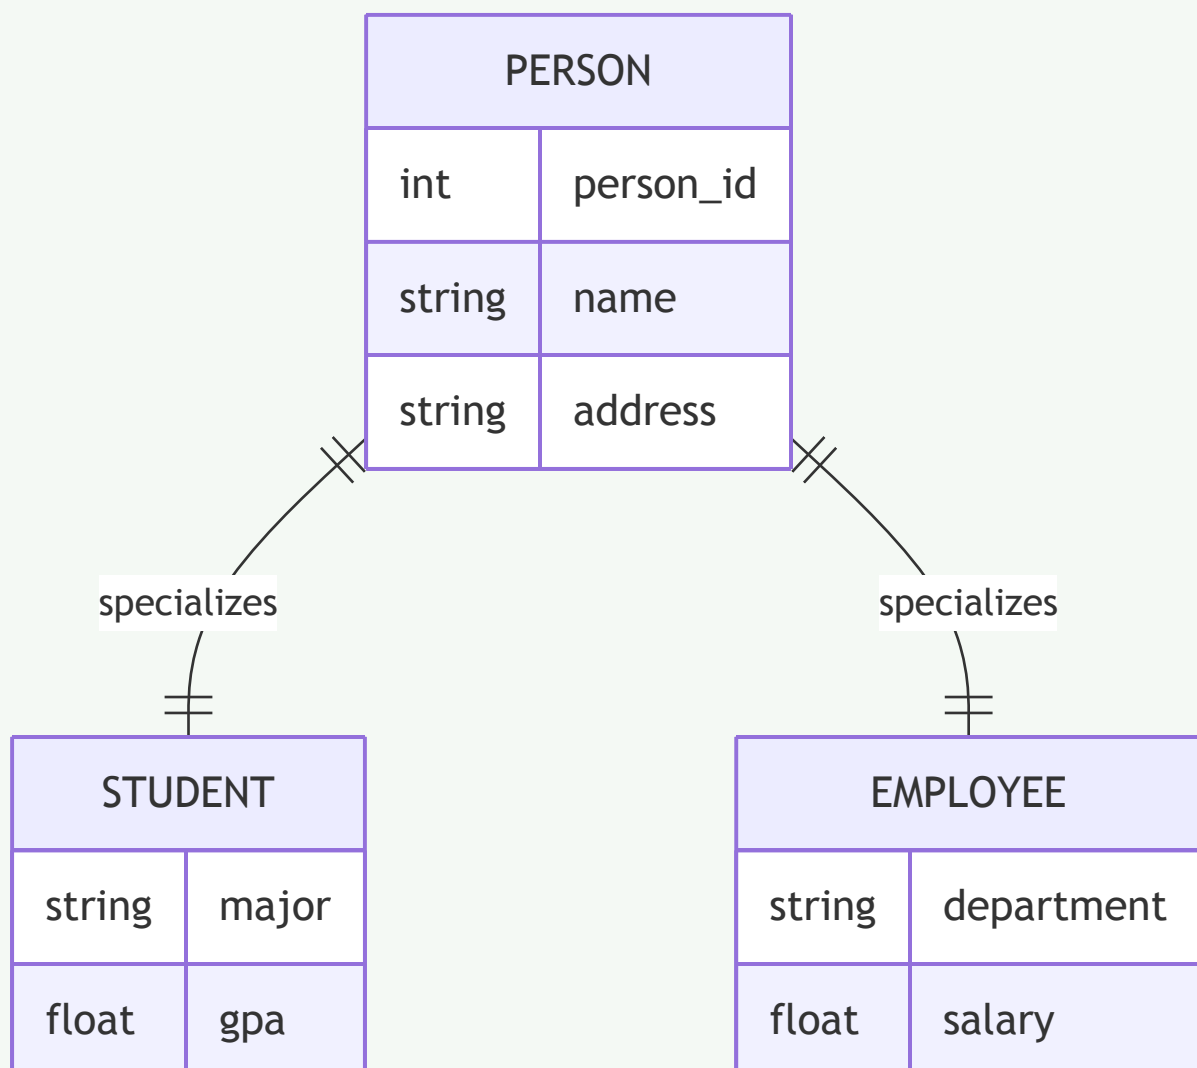 PERSON
int person_id
string name
string address
specializes specializes
STUDENT EMPLOYEE
string major string department
float gpa float salary